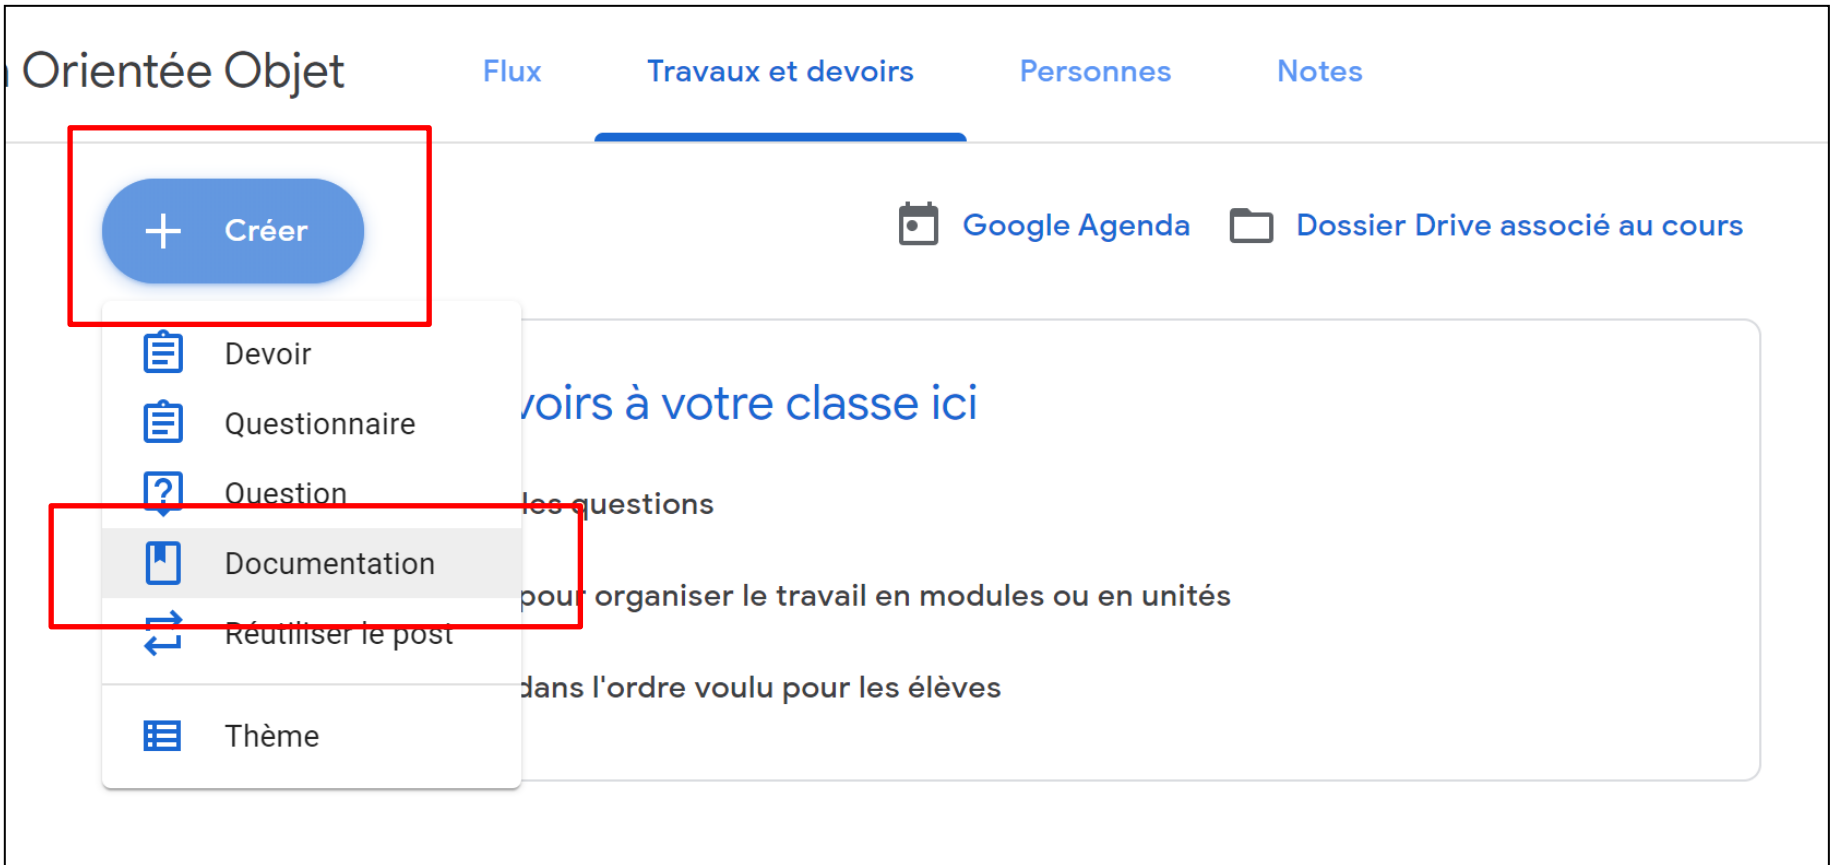 Orientée Objet
Flux
Travaux et devoirs
Personnes
Notes
Créer
Google Agenda
Dossier Drive associé au cours
Devoir
Questionnaire
Question
Documentation
Réutiliser le post
Thème
voirs à votre classe ici
les questions
pour organiser le travail en modules ou en unités
dans l'ordre voulu pour les élèves